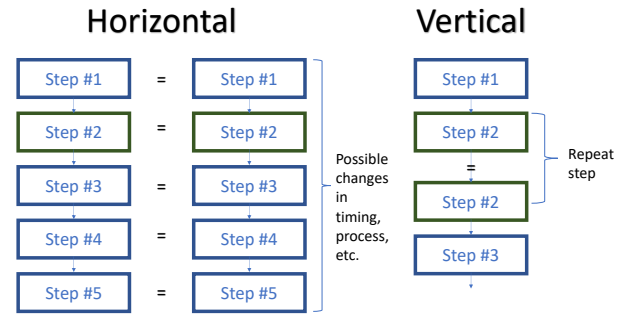 Horizontal
Step #1 = Step #1
Step #2 = Step #2
Step #3 = Step #3
Step #4 = Step #4
Step #5 = Step #5
Possible
changes
in
timing,
process,
etc.
Vertical
Step #1
Step #2
=
Step #2
Step #3
Repeat
step